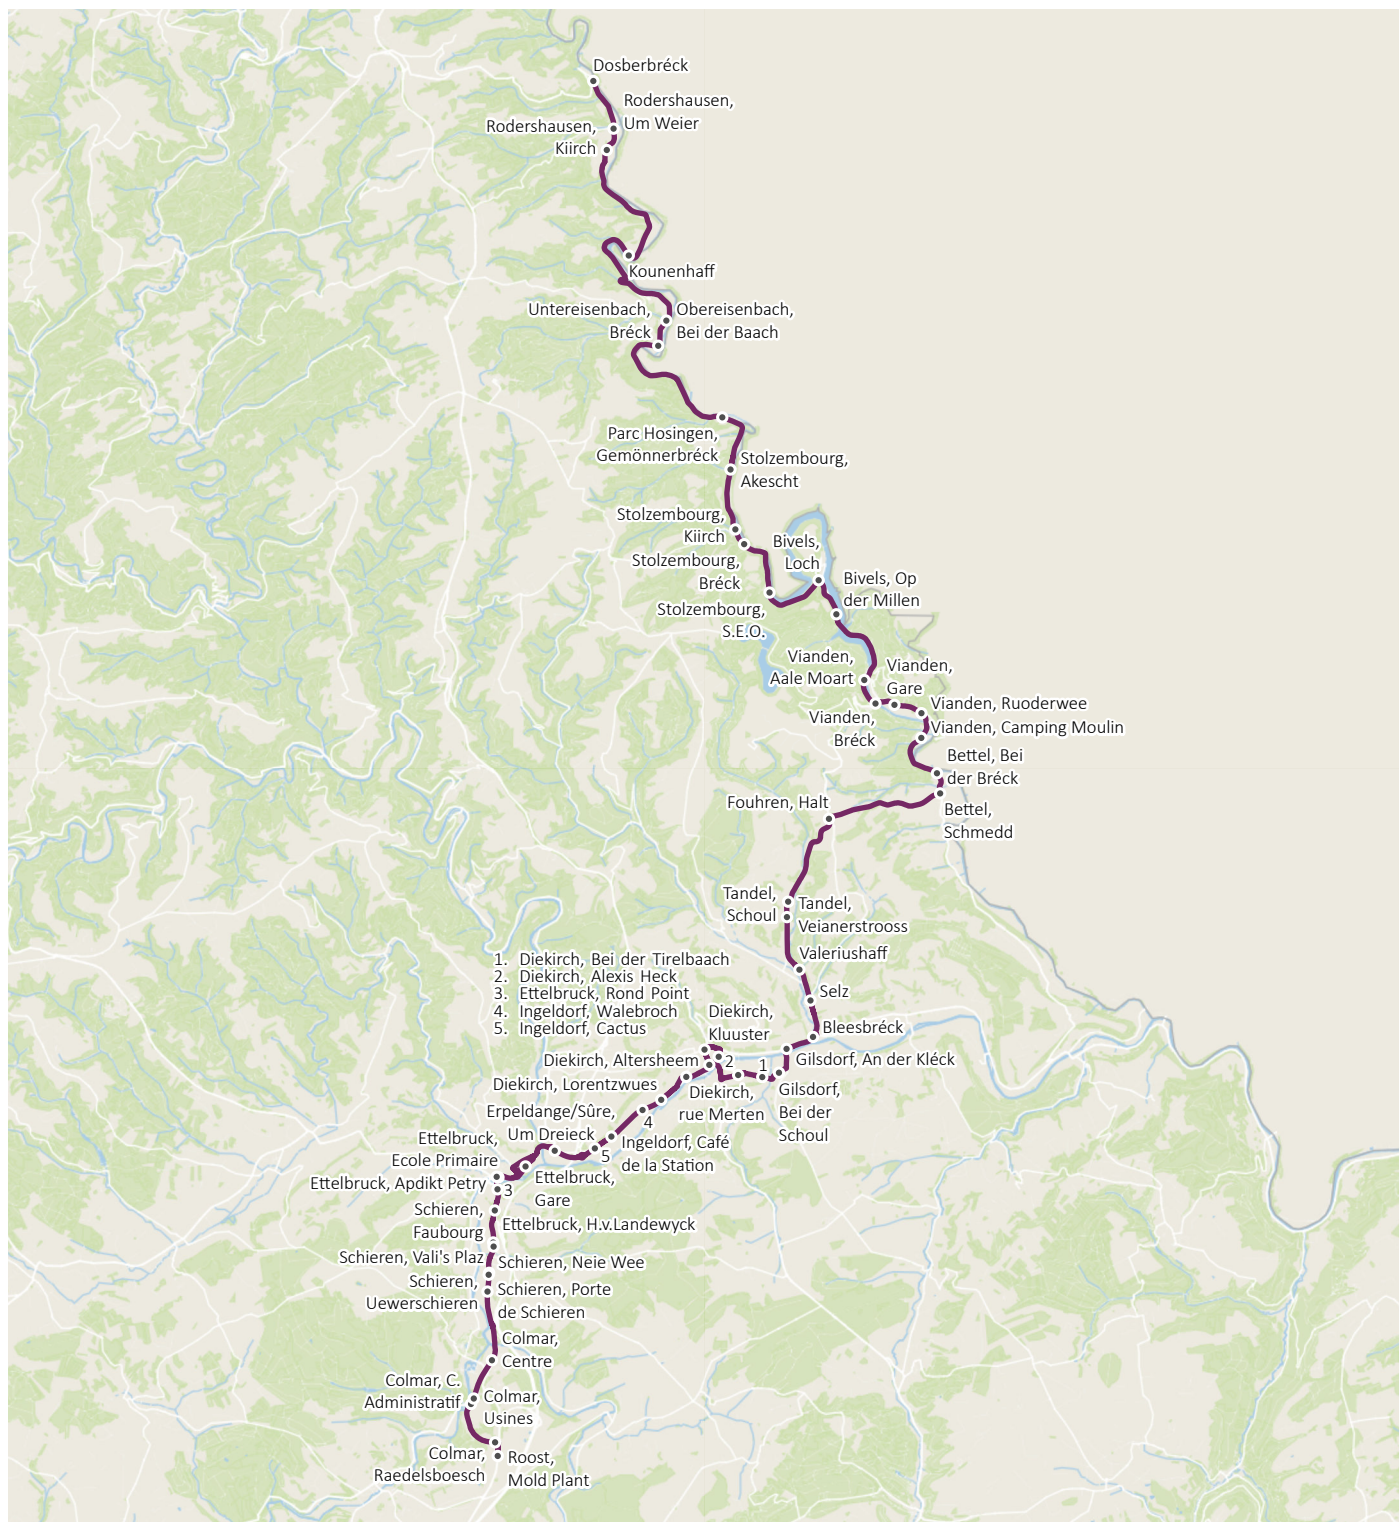 Dosberbréck
Rodershausen,
Um Weier
Rodershausen,
Kiirch
Kounenhaff
Untereisenbach,
Bréck
Obereisenbach,
Bei der Baach
Parc Hosingen,
Gemönnerbréck
Stolzembourg,
Akescht
Stolzembourg,
Kiirch
Stolzembourg,
Bréck
Bivels,
Loch
Bivels, Op
der Millen
Stolzembourg,
S.E.O.
Vianden,
Aale Moart
Vianden,
Gare
Vianden, Ruoderwee
Vianden,
Bréck
Vianden, Camping Moulin
Bettel, Bei
der Bréck
Fouhren, Halt
Bettel,
Schmedd
Tandel,
Schoul
Tandel,
Veianerstrooss
Valeriushaff
1. Diekirch, Bei der Tirelbaach
2. Diekirch, Alexis Heck
3. Ettelbruck, Rond Point
4. Ingeldorf, Walebroch
5. Ingeldorf, Cactus
Selz
Diekirch,
Kluuster
Bleesbréck
Diekirch, Altersheem
2
1
Gilsdorf, An der Kléck
Diekirch, Lorentzwues
Diekirch,
rue Merten
Gilsdorf,
Bei der
Schoul
Erpeldange/Sûre,
Um Dreieck
4
Ettelbruck,
Ecole Primaire
5
Ingeldorf, Café
de la Station
Ettelbruck, Apdikt Petry
3
Ettelbruck,
Gare
Schieren,
Faubourg
Ettelbruck, H.v.Landewyck
Schieren, Vali's Plaz
Schieren, Neie Wee
Schieren,
Uewerschieren
Schieren, Porte
de Schieren
Colmar,
Centre
Colmar, C.
Administratif
Colmar,
Usines
Colmar,
Raedelsboesch
Roost,
Mold Plant